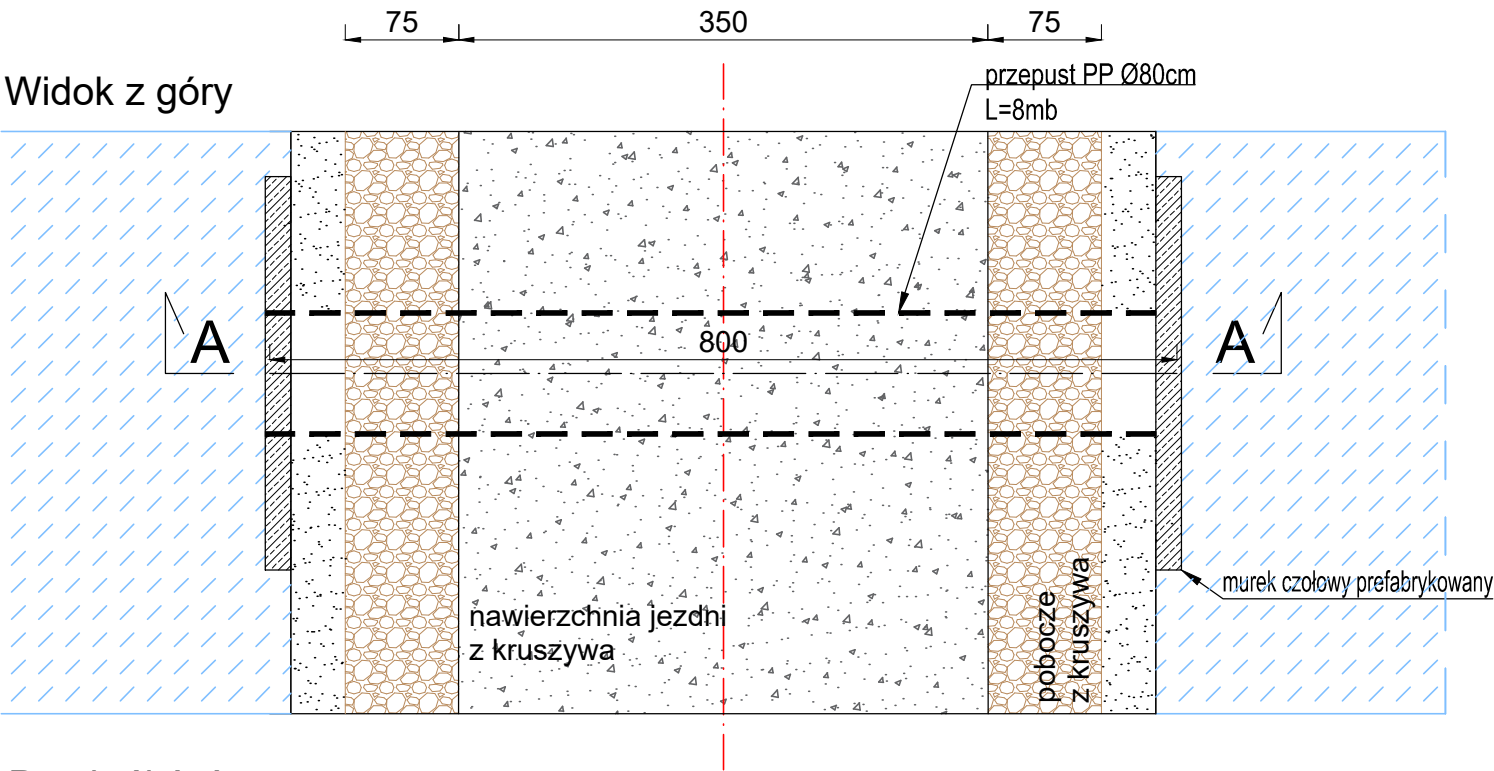 75
350
75
Widok z góry
przepust PP Ø80cm
L=8mb
800
A
A
murek czołowy prefabrykowany
nawierzchnia jezdni
z kruszywa
pobocze
z kruszywa